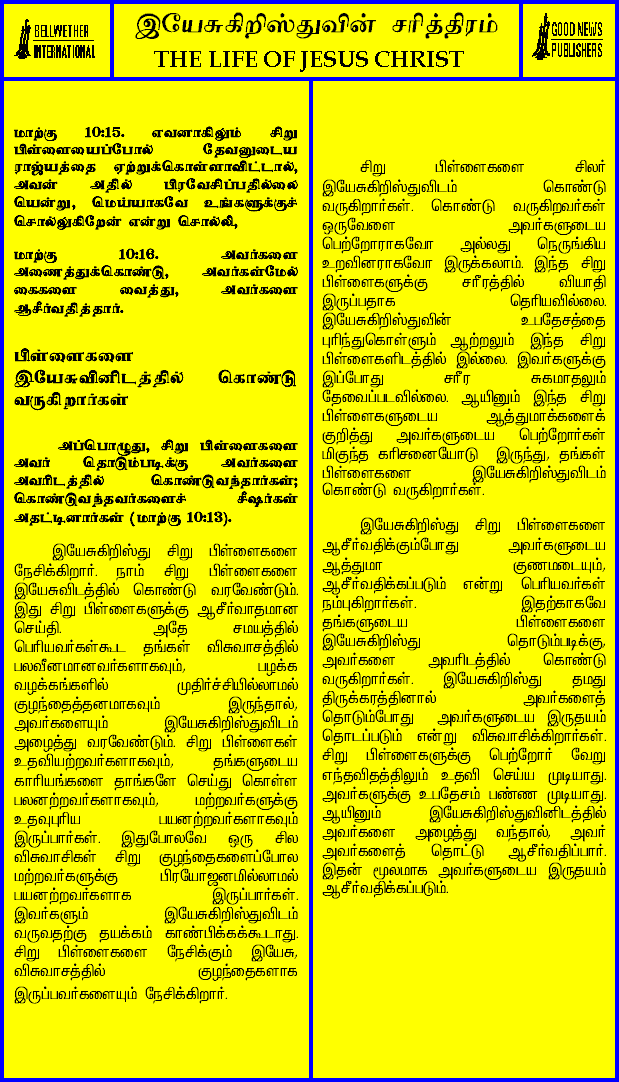 BELLWETHER
INTERNATIONAL
இயேசுகிறிஸ்துவின் சரித்திரம்
THE LIFE OF JESUS CHRIST
GOOD NEWS
PUBLISHERS
மாற்கு 10:15. எவனாகிலும் சிறு
பிள்ளையைப்போல் தேவனுடைய
ராஜ்யத்தை ஏற்றுக்கொள்ளாவிட்டால்,
அவன் அதில் பிரவேசிப்பதில்லை
யென்று, மெய்யாகவே உங்களுக்குச்
சொல்லுகிறேன் என்று சொல்லி,
மாற்கு 10:16. அவர்களை
அணைத்துக்கொண்டு, அவர்கள்மேல்
கைகளை வைத்து, அவர்களை
ஆசீர்வதித்தார்.
பிள்ளைகளை
இயேசுவினிடத்தில் கொண்டு
வருகிறார்கள்
அப்பொழுது, சிறு பிள்ளைகளை
அவர் தொடும்படிக்கு அவர்களை
அவரிடத்தில் கொண்டுவந்தார்கள்;
கொண்டுவந்தவர்களைச் சீஷர்கள்
அதட்டினார்கள் (மாற்கு 10:13).
இயேசுகிறிஸ்து சிறு பிள்ளைகளை
நேசிக்கிறார். நாம் சிறு பிள்ளைகளை
இயேசுவிடத்தில் கொண்டு வரவேண்டும்.
இது சிறு பிள்ளைகளுக்கு ஆசீர்வாதமான
செய்தி. அதே சமயத்தில்
பெரியவர்கள்கூட தங்கள் விசுவாசத்தில்
பலவீனமானவர்களாகவும், பழக்க
வழக்கங்களில் முதிர்ச்சியில்லாமல்
குழந்தைத்தனமாகவும் இருந்தால்,
அவர்களையும் இயேசுகிறிஸ்துவிடம்
அழைத்து வரவேண்டும். சிறு பிள்ளைகள்
உதவியற்றவர்களாகவும், தங்களுடைய
காரியங்களை தாங்களே செய்து கொள்ள
பலனற்றவர்களாகவும், மற்றவர்களுக்கு
உதவுபுரிய பயனற்றவர்களாகவும்
இருப்பார்கள். இதுபோலவே ஒரு சில
விசுவாசிகள் சிறு குழந்தைகளைப்போல
மற்றவர்களுக்கு பிரயோஜனமில்லாமல்
பயனற்றவர்களாக இருப்பார்கள்.
இவர்களும் இயேசுகிறிஸ்துவிடம்
வருவதற்கு தயக்கம் காண்பிக்கக்கூடாது.
சிறு பிள்ளைகளை நேசிக்கும் இயேசு,
விசுவாசத்தில் குழந்தைகளாக
இருப்பவர்களையும் நேசிக்கிறார்.
சிறு பிள்ளைகளை சிலர்
இயேசுகிறிஸ்துவிடம் கொண்டு
வருகிறார்கள். கொண்டு வருகிறவர்கள்
ஒருவேளை அவர்களுடைய
பெற்றோராகவோ அல்லது நெருங்கிய
உறவினராகவோ இருக்கலாம். இந்த சிறு
பிள்ளைகளுக்கு சரீரத்தில் வியாதி
இருப்பதாக தெரியவில்லை.
இயேசுகிறிஸ்துவின் உபதேசத்தை
புரிந்துகொள்ளும் ஆற்றலும் இந்த சிறு
பிள்ளைகளிடத்தில் இல்லை. இவர்களுக்கு
இப்போது சரீர சுகமாதலும்
தேவைப்படவில்லை. ஆயினும் இந்த சிறு
பிள்ளைகளுடைய ஆத்துமாக்களைக்
குறித்து அவர்களுடைய பெற்றோர்கள்
மிகுந்த கரிசனையோடு இருந்து, தங்கள்
பிள்ளைகளை இயேசுகிறிஸ்துவிடம்
கொண்டு வருகிறார்கள்.
இயேசுகிறிஸ்து சிறு பிள்ளைகளை
ஆசீர்வதிக்கும்போது அவர்களுடைய
ஆத்துமா குணமடையும்,
ஆசீர்வதிக்கப்படும் என்று பெரியவர்கள்
நம்புகிறார்கள். இதற்காகவே
தங்களுடைய பிள்ளைகளை
இயேசுகிறிஸ்து தொடும்படிக்கு,
அவர்களை அவரிடத்தில் கொண்டு
வருகிறார்கள். இயேசுகிறிஸ்து தமது
திருக்கரத்தினால் அவர்களைத்
தொடும்போது அவர்களுடைய இருதயம்
தொடப்படும் என்று விசுவாசிக்கிறார்கள்.
சிறு பிள்ளைகளுக்கு பெற்றோர் வேறு
எந்தவிதத்திலும் உதவி செய்ய முடியாது.
அவர்களுக்கு உபதேசம் பண்ண முடியாது.
ஆயினும் இயேசுகிறிஸ்துவினிடத்தில்
அவர்களை அழைத்து வந்தால், அவர்
அவர்களைத் தொட்டு ஆசீர்வதிப்பார்.
இதன் மூலமாக அவர்களுடைய இருதயம்
ஆசீர்வதிக்கப்படும்.